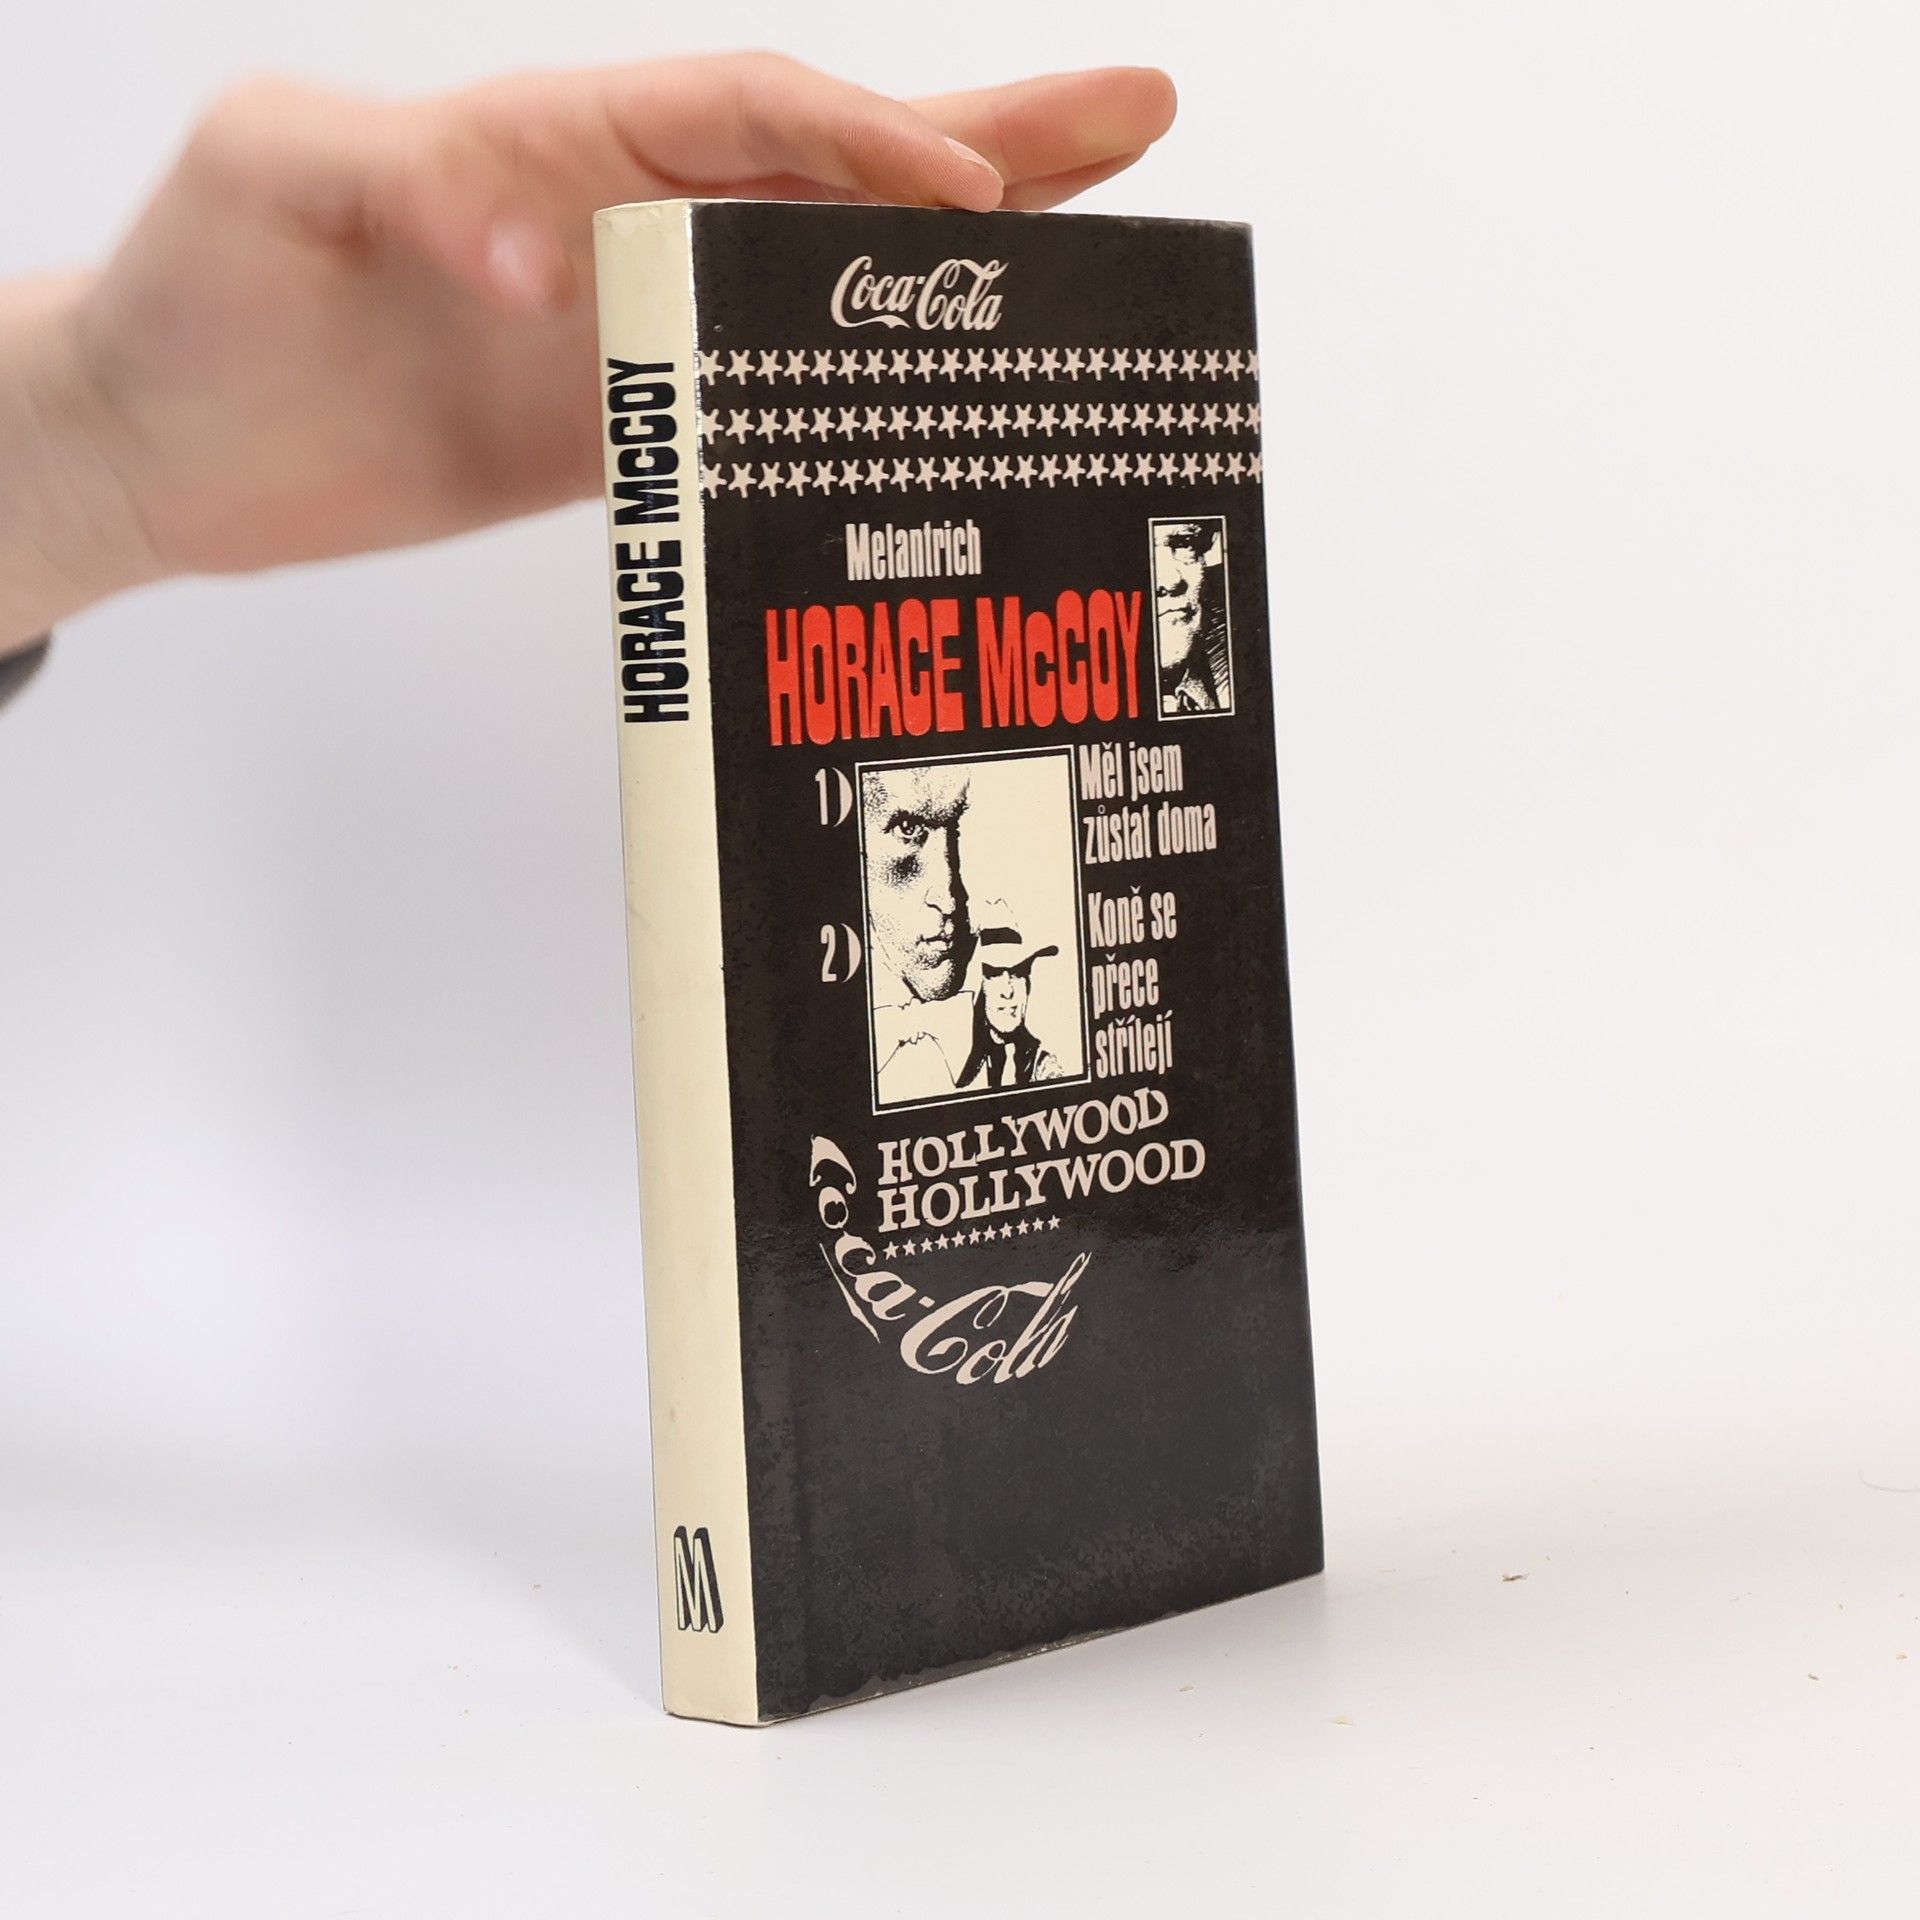 HORACE McCOY
M
Coca-Cola
Melantrich
HORACE McCOY
1) Měl jsem
zůstat doma
2) Koně se
přece
střílejí
HOLLYWOOD
HOLLYWOOD
Coca-Cola